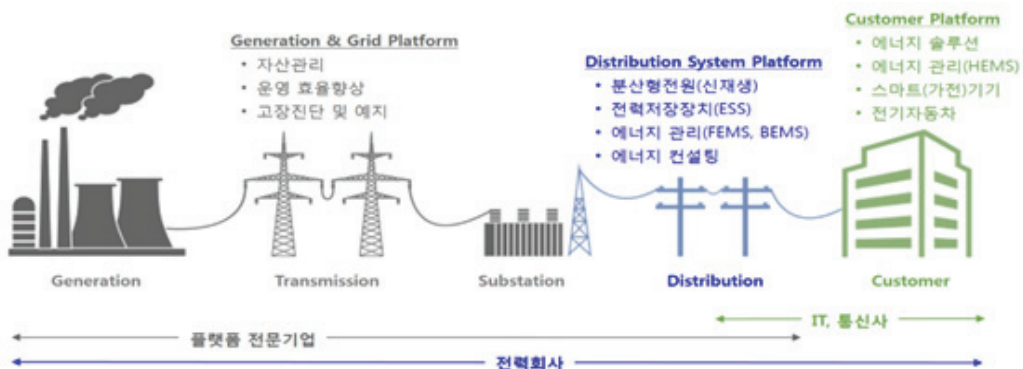 Generation & Grid Platform
• 자산관리
• 운영 효율향상
• 고장진단 및 예지
Distribution System Platform
• 분산형전원(신재생)
• 전력저장장치(ESS)
• 에너지 관리(FEMS, BEMS)
• 에너지 컨설팅
Customer Platform
• 에너지 솔루션
• 에너지 관리(HEMS)
• 스마트(가전)기기
• 전기자동차
Generation
Transmission
Substation
Distribution
Customer
IT, 통신사
플랫폼 전문기업
전력회사